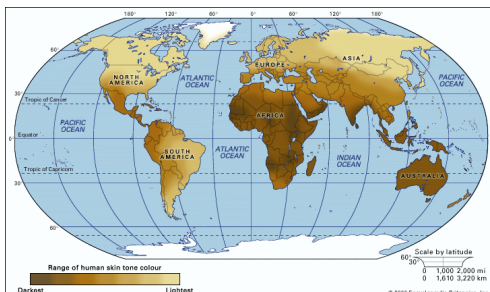 180° 120° 60° 0° 60° 120° 180°
60°
NORTH
AMERICA
ATLANTIC
OCEAN
EUROPE
ASIA
PACIFIC
OCEAN
30°
Tropic of Cancer
PACIFIC
OCEAN
AFRICA
Equator
0°
SOUTH
AMERICA
ATLANTIC
OCEAN
INDIAN
OCEAN
Tropic of Capricorn
AUSTRALIA
30
60
Range of human skin tone colour
Darkest Lightest
Scale by latitude
60°
30
0 1,000 2,000 mi
0 1,610 3,220 km